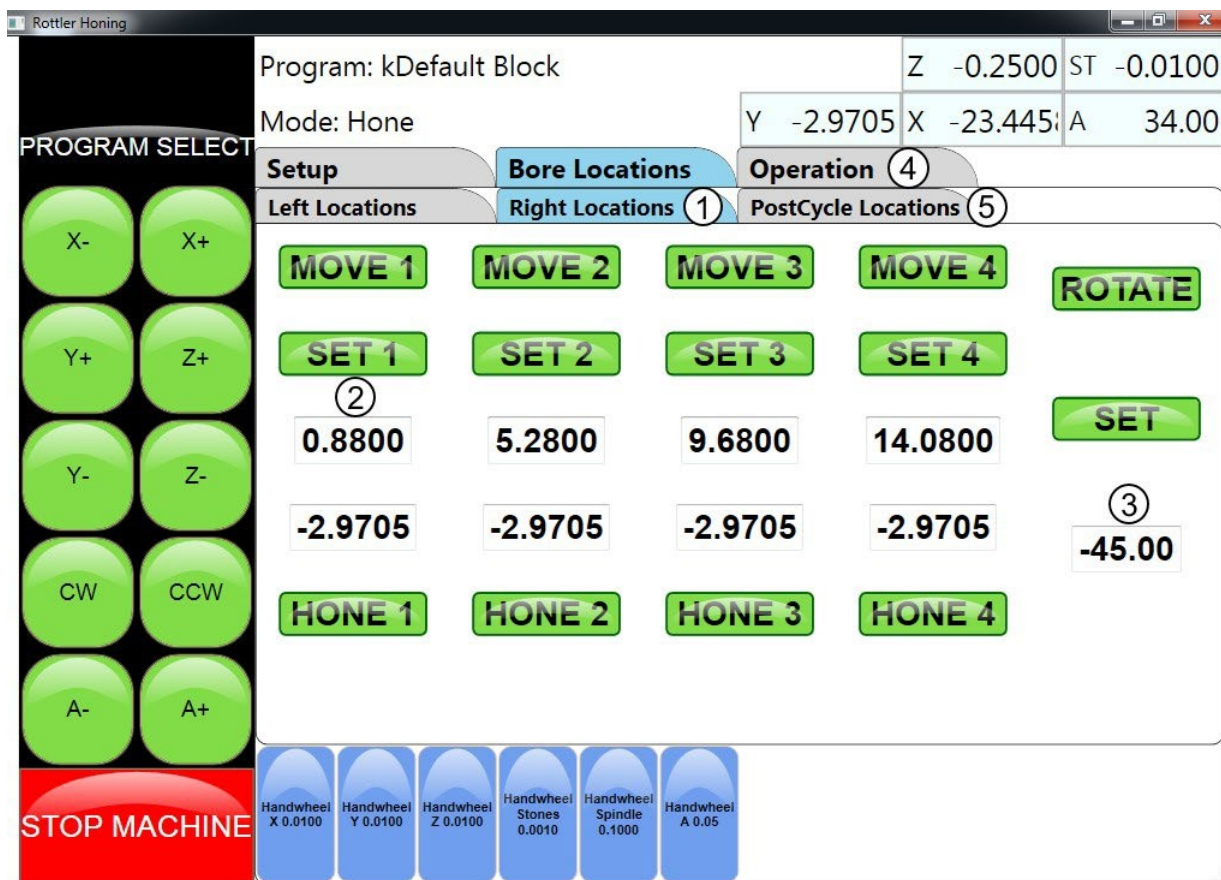 Rottler Honing
Program: kDefault Block
Z -0.2500 ST -0.0100
Mode: Hone
Y -2.9705 X -23.445 A 34.00
PROGRAM SELECT
Setup Bore Locations Operation 4
Left Locations Right Locations 1 PostCycle Locations 5
X- X+
MOVE 1 MOVE 2 MOVE 3 MOVE 4
ROTATE
Y+ Z+
SET 1 SET 2 SET 3 SET 4
2
SET
0.8800 5.2800 9.6800 14.0800
Y- Z-
3
-2.9705 -2.9705 -2.9705 -2.9705
-45.00
CW CCW
HONE 1 HONE 2 HONE 3 HONE 4
A- A+
STOP MACHINE
Handwheel
X 0.0100
Handwheel
Y 0.0100
Handwheel
Z 0.0100
Handwheel
Stones
0.0010
Handwheel
Spindle
0.1000
Handwheel
A 0.05